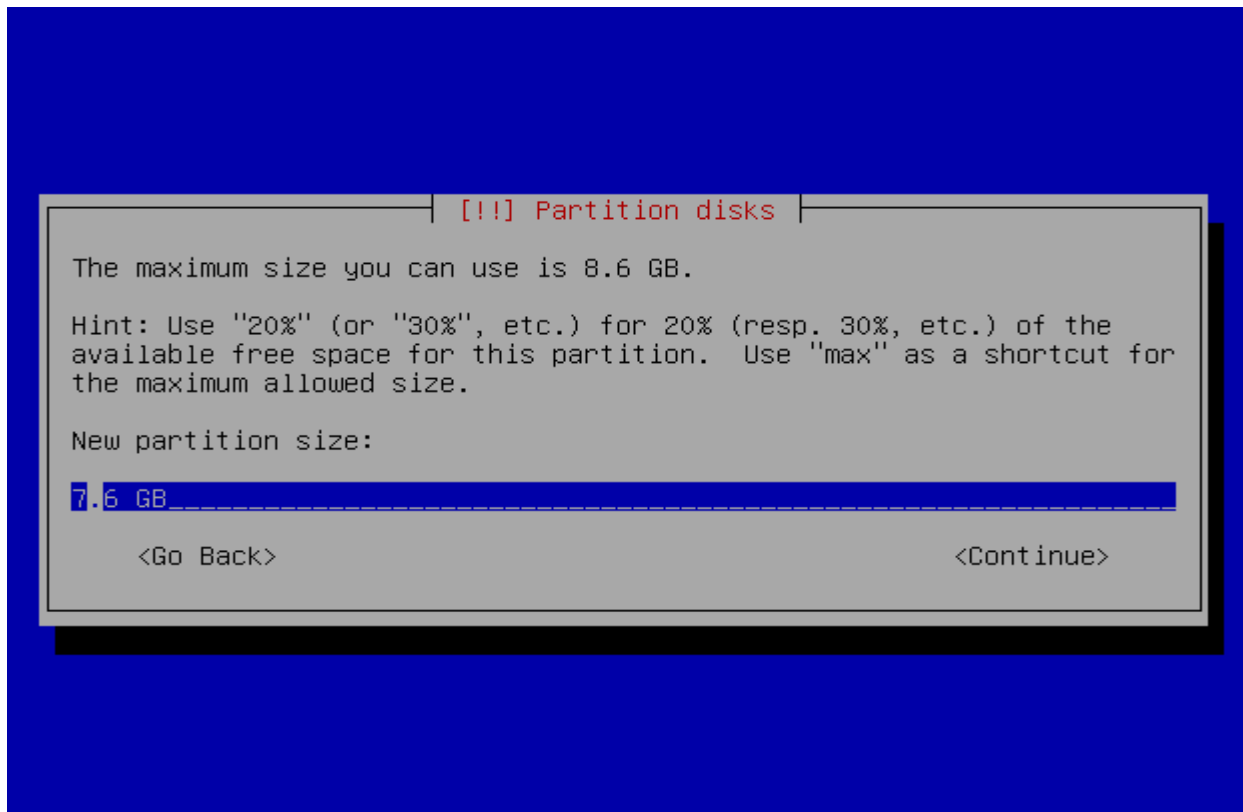 [!!] Partition disks
The maximum size you can use is 8.6 GB.
Hint: Use "20%" (or "30%", etc.) for 20% (resp. 30%, etc.) of the
available free space for this partition.  Use "max" as a shortcut for
the maximum allowed size.
New partition size:
7.6 GB
<Go Back> <Continue>